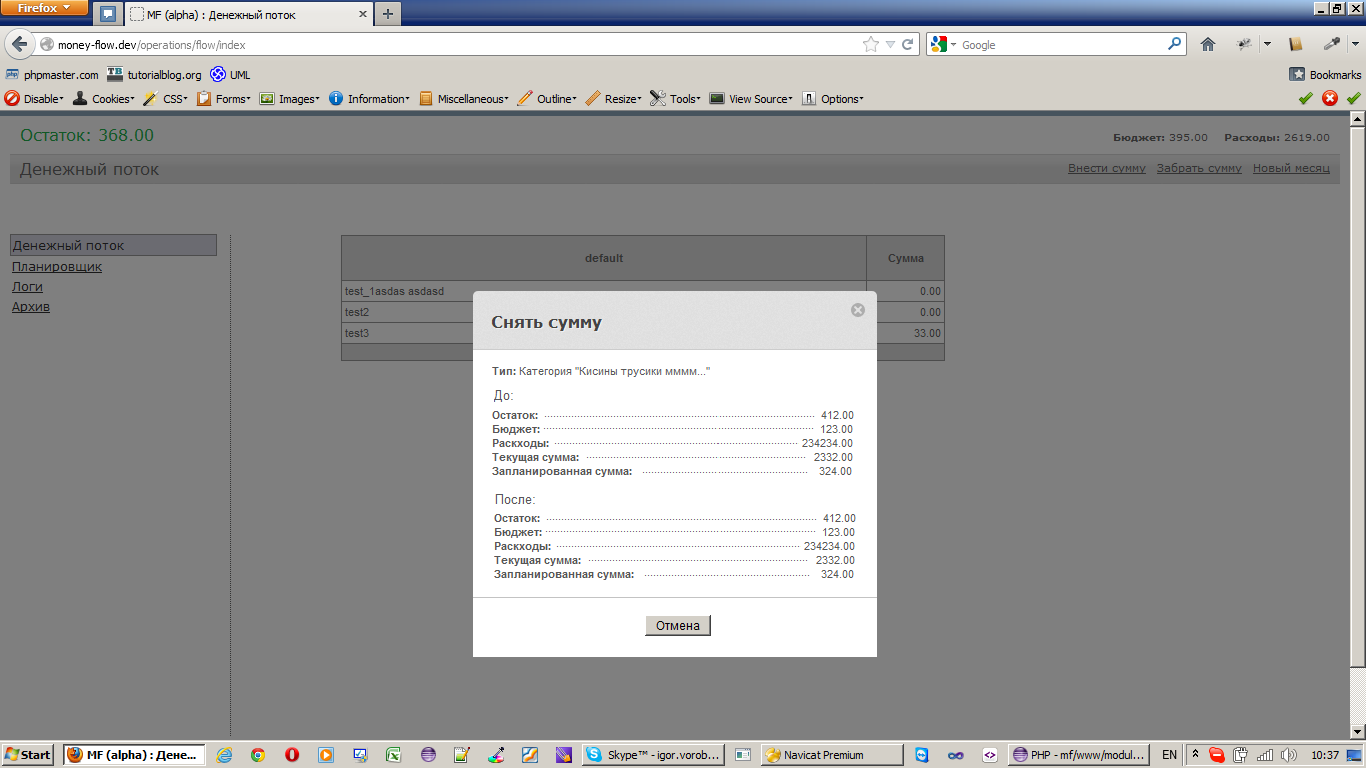 Firefox
MF (alpha) : Денежный поток
money-flow.dev/operations/flow/index
Google
phpmaster.com
tutorialblog.org
UML
Bookmarks
Disable
Cookies
CSS
Forms
Images
Information
Miscellaneous
Outline
Resize
Tools
View Source
Options
Остаток: 368.00
Бюджет: 395.00 Расходы: 2619.00
Денежный поток
Внести сумму Забрать сумму Новый месяц
Денежный поток
Планировщик
Логи
Архив
default Сумма
test_1asdas asdasd 0.00
test2 0.00
test3 33.00
Снять сумму
Тип: Категория "Кисины трусики мммм..."
До:
Остаток: 412.00
Бюджет: 123.00
Раскходы: 234234.00
Текущая сумма: 2332.00
Запланированная сумма: 324.00
После:
Остаток: 412.00
Бюджет: 123.00
Раскходы: 234234.00
Текущая сумма: 2332.00
Запланированная сумма: 324.00
Отмена
Start
MF (alpha) : Дене...
Skype™ - igor.vorob...
Navicat Premium
PHP - mf/www/modul...
EN
10:37